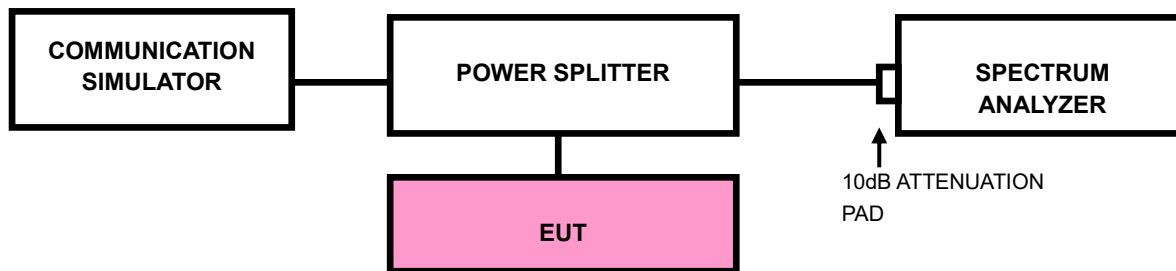 COMMUNICATION
SIMULATOR
POWER SPLITTER
SPECTRUM
ANALYZER
10dB ATTENUATION
PAD
EUT